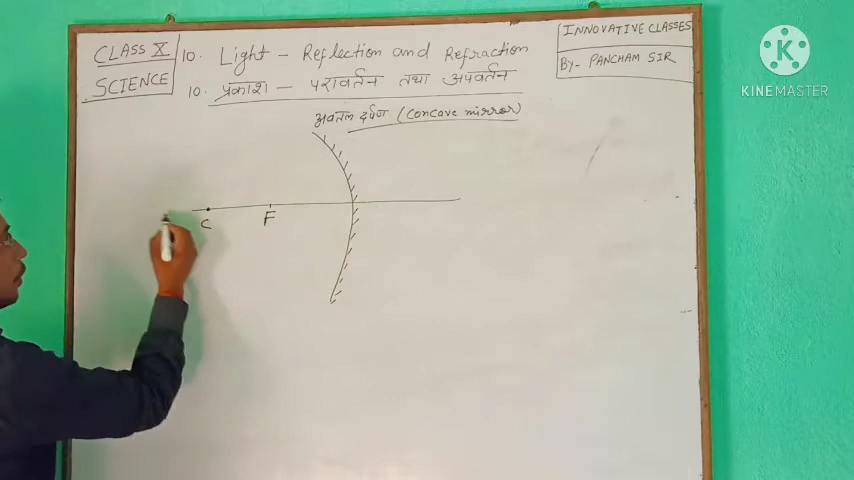 CLASS X
SCIENCE
10. Light - Reflection and Refraction
10. प्रकाश - परावर्तन तथा अपवर्तन
INNOVATIVE CLASSES
By- PANCHAM SIR
K
KINEMASTER
अवतल दर्पण (Concave mirror)
C
F